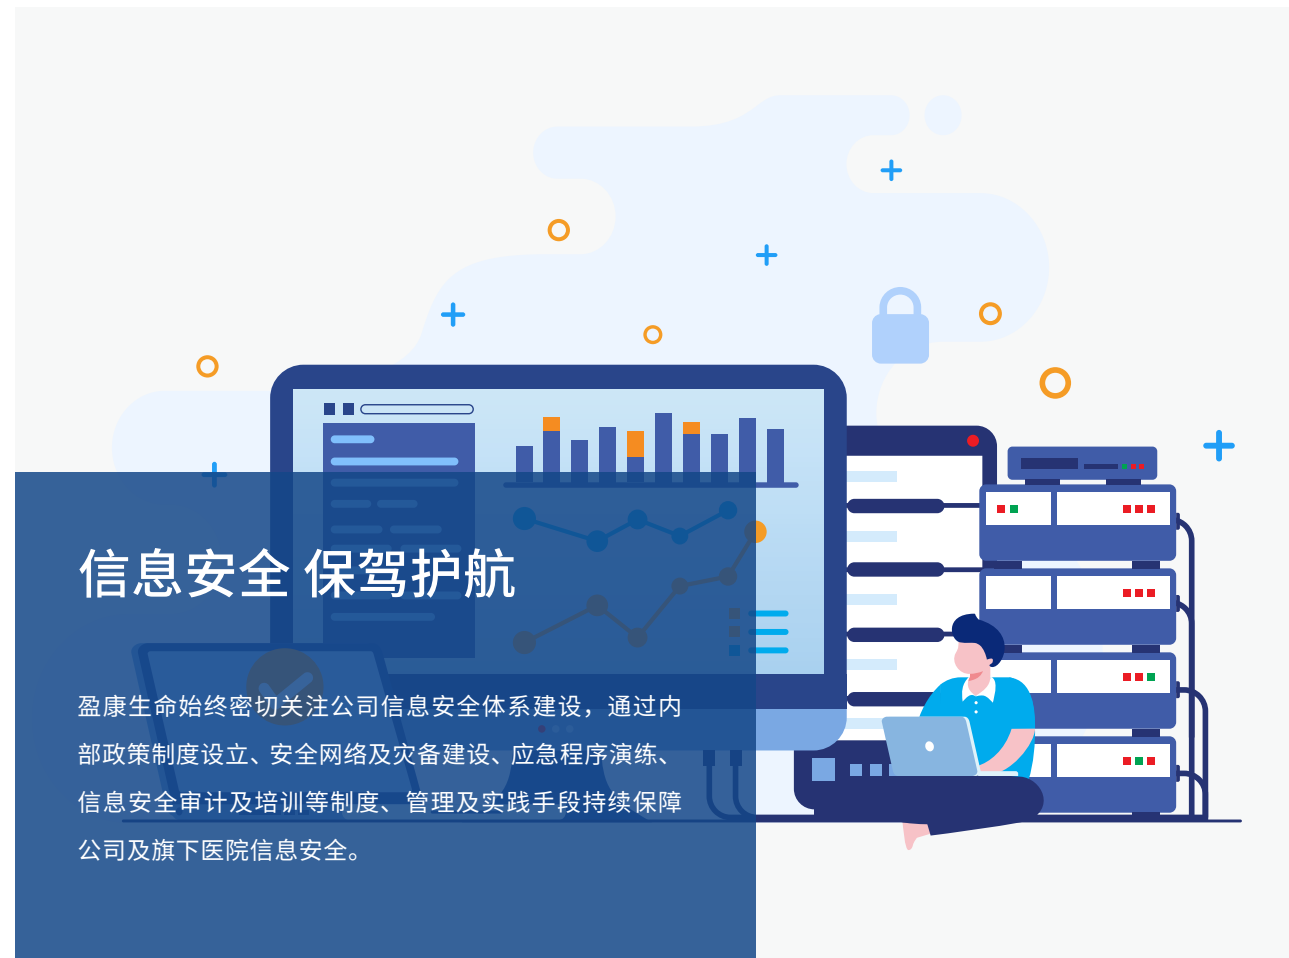 信息安全 保驾护航
盈康生命始终密切关注公司信息安全体系建设，通过内
部政策制度设立、安全网络及灾备建设、应急程序演练、
信息安全审计及培训等制度、管理及实践手段持续保障
公司及旗下医院信息安全。